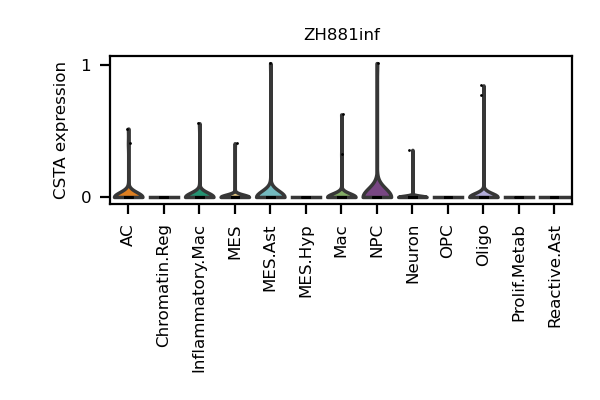 ZH881inf
CSTA expression
1
0
AC
Chromatin.Reg
Inflammatory.Mac
MES
MES.Ast
MES.Hyp
Mac
NPC
Neuron
OPC
Oligo
Prolif.Metab
Reactive.Ast